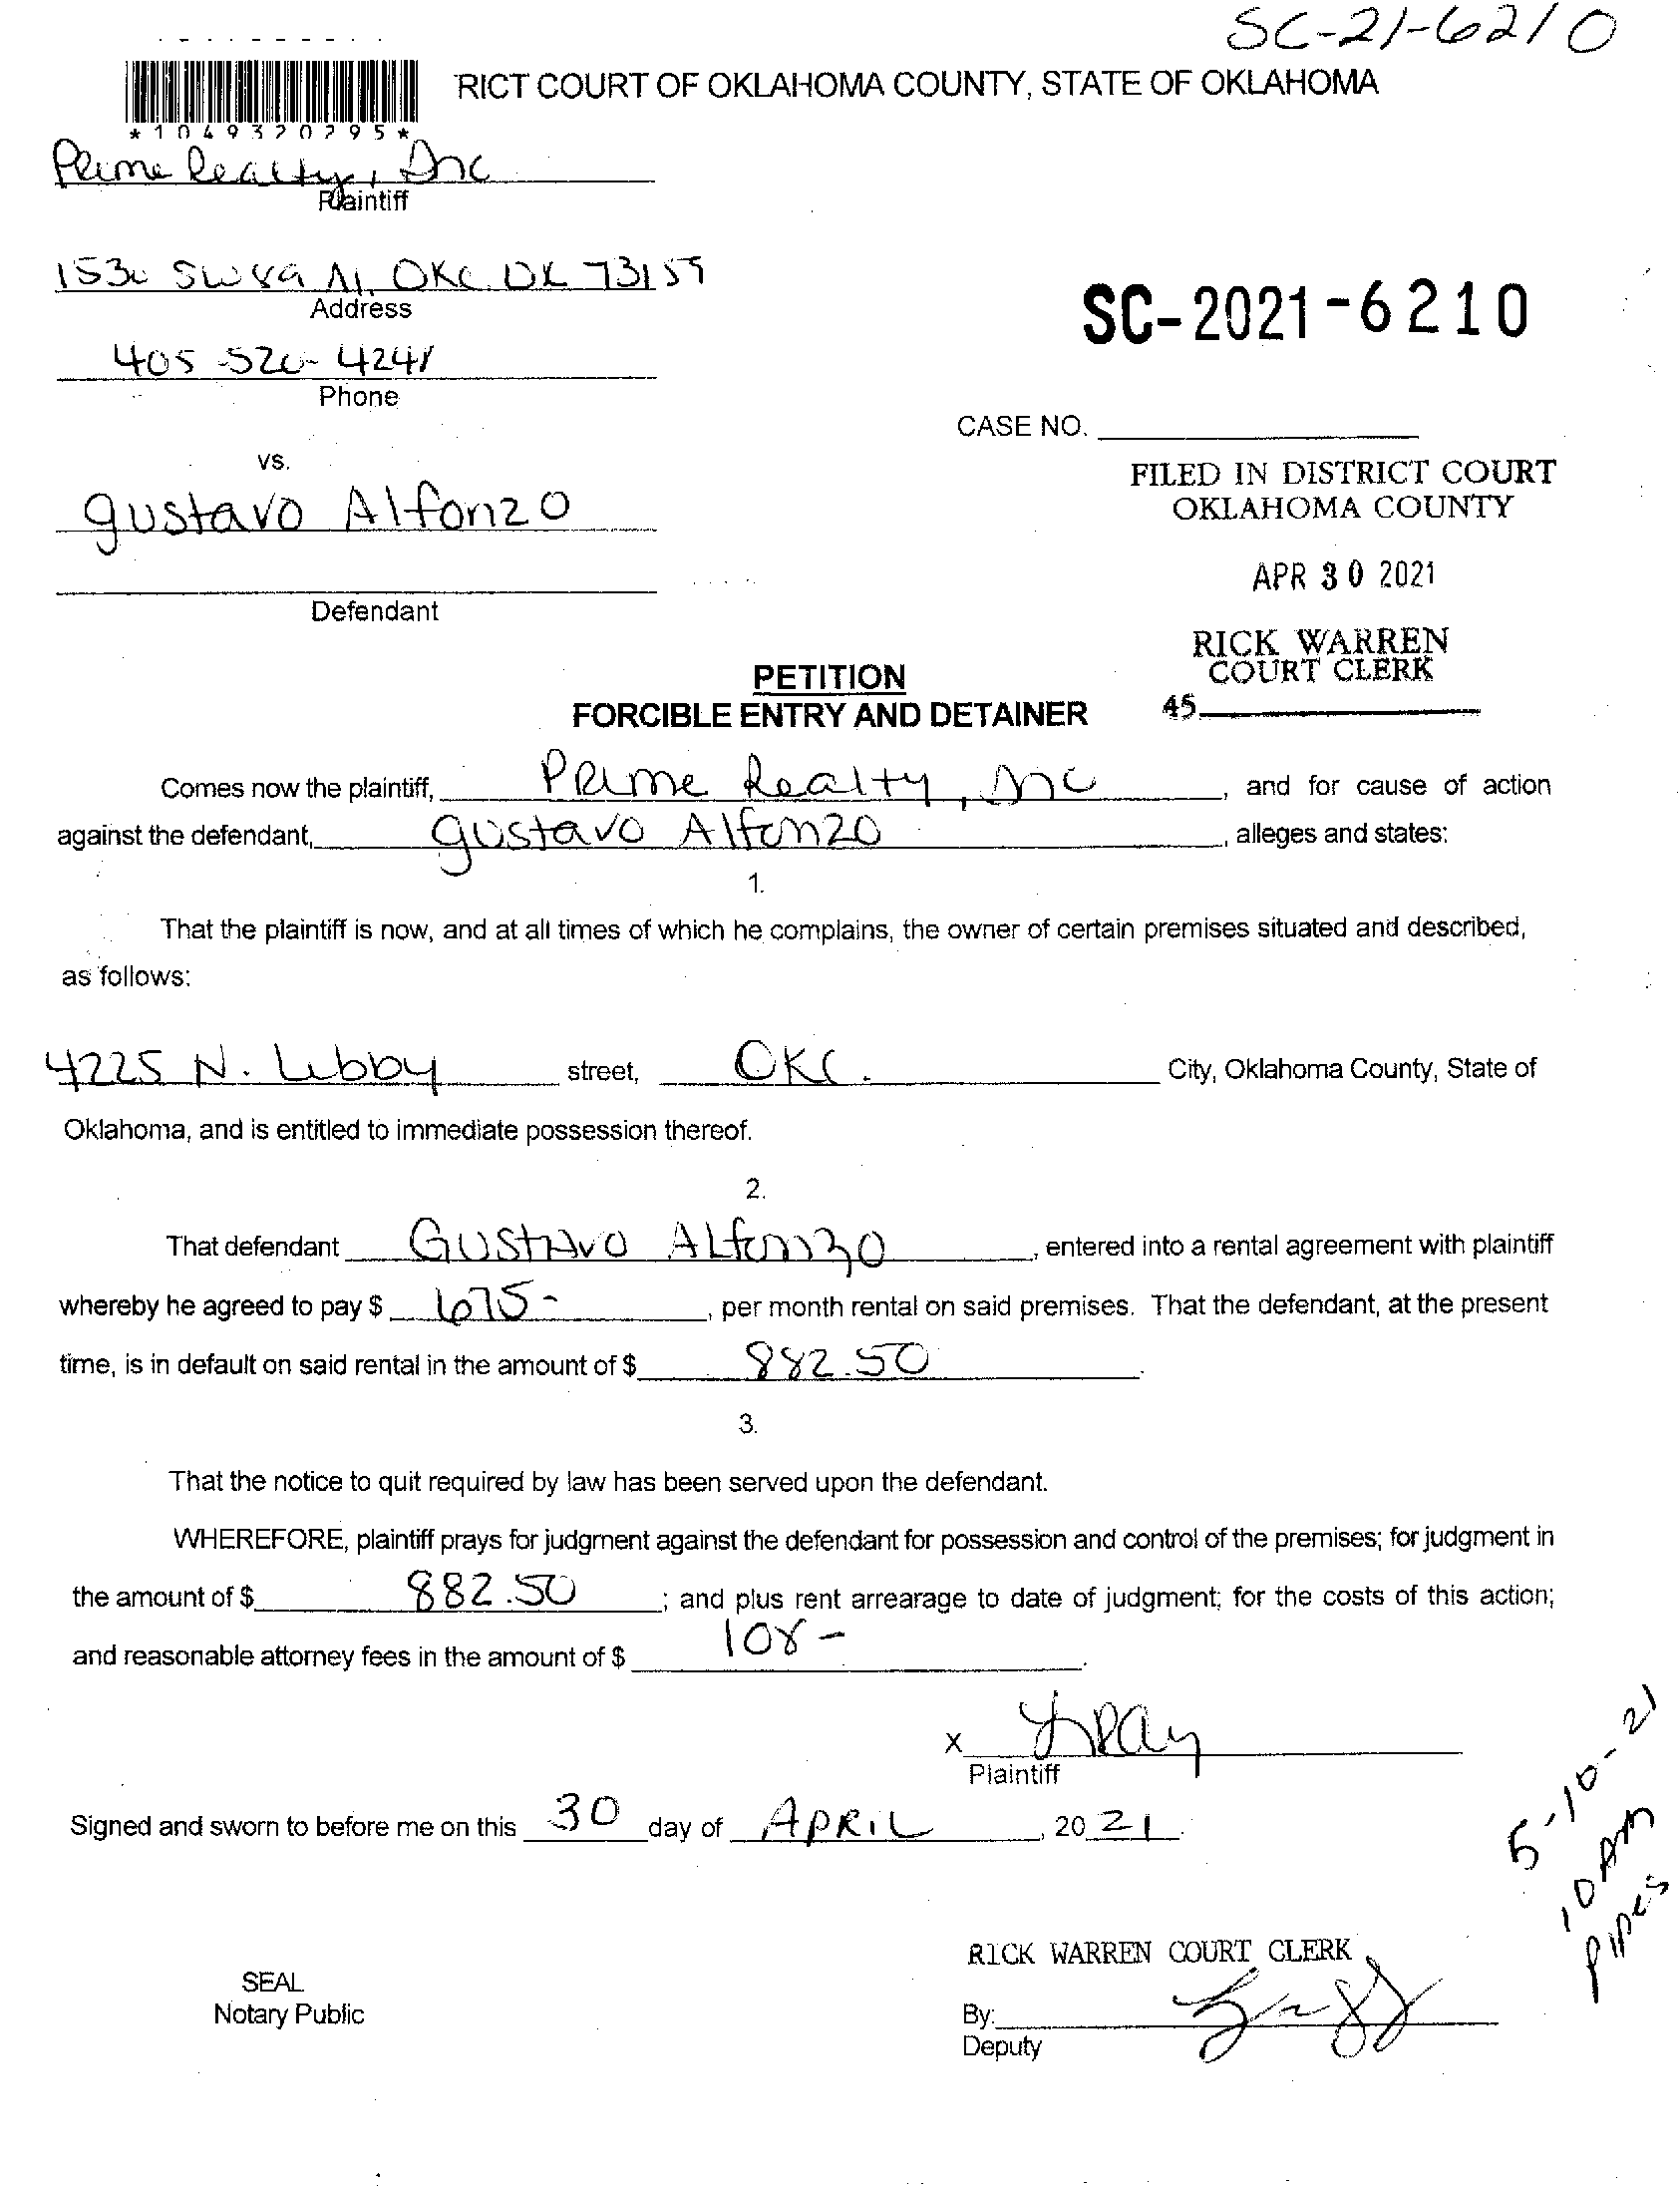 SC-21-6210
RICT COURT OF OKLAHOMA COUNTY, STATE OF OKLAHOMA
*1049320295*
Prime Realty, Inc
Plaintiff
SW 89 OKC OK 73159
Address
405 4241
Phone
SC-2021-6210
CASE NO.
vs.
FILED IN DISTRICT COURT
OKLAHOMA COUNTY
gustavo Alfonzo
APR 30 2021
Defendant
RICK WARREN
COURT CLERK
45
PETITION
FORCIBLE ENTRY AND DETAINER
Comes now the plaintiff, Prime Realty, Inc, and for cause of action
against the defendant, gustavo Alfonzo, alleges and states:
1.
That the plaintiff is now, and at all times of which he complains, the owner of certain premises situated and described,
as follows:
4225 N. Libby street, OKC. City, Oklahoma County, State of
Oklahoma, and is entitled to immediate possession thereof.
2.
That defendant Gustavo Alfonzo, entered into a rental agreement with plaintiff
whereby he agreed to pay $ 675-, per month rental on said premises. That the defendant, at the present
time, is in default on said rental in the amount of $ 882.50.
3.
That the notice to quit required by law has been served upon the defendant.
WHEREFORE, plaintiff prays for judgment against the defendant for possession and control of the premises; for judgment in
the amount of $ 882.50; and plus rent arrearage to date of judgment; for the costs of this action;
and reasonable attorney fees in the amount of $ 108-.
X
Plaintiff
Signed and sworn to before me on this 30 day of APRIL, 20 21.
5-10-21
10 AM
Pipes
RICK WARREN COURT CLERK
SEAL
Notary Public
By:
Deputy